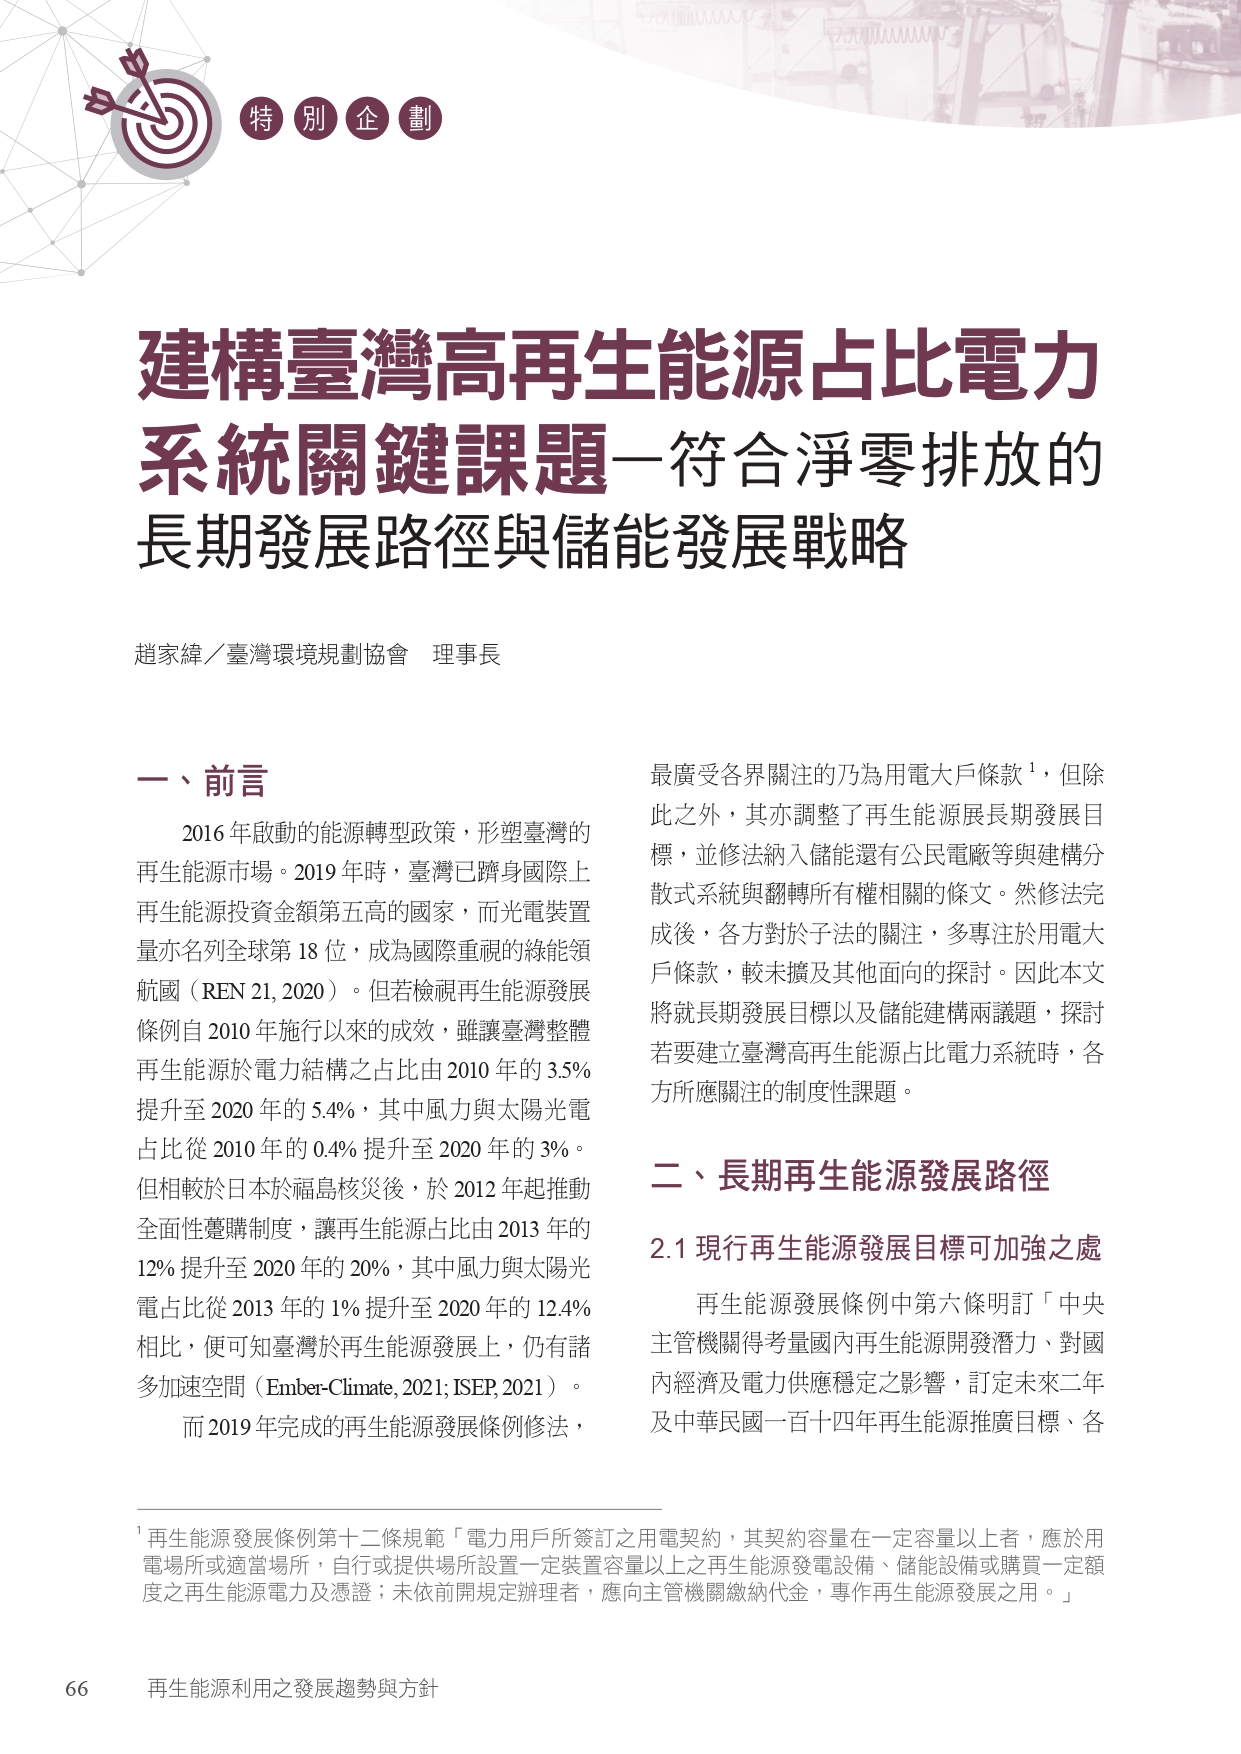 特別企劃
建構臺灣高再生能源占比電力
系統關鍵課題—符合淨零排放的
長期發展路徑與儲能發展戰略
趙家緯／臺灣環境規劃協會　理事長
一、前言
2016 年啟動的能源轉型政策，形塑臺灣的
再生能源市場。2019 年時，臺灣已躋身國際上
再生能源投資金額第五高的國家，而光電裝置
量亦名列全球第 18 位，成為國際重視的綠能領
航國（REN 21, 2020）。但若檢視再生能源發展
條例自 2010 年施行以來的成效，雖讓臺灣整體
再生能源於電力結構之占比由 2010 年的 3.5%
提升至 2020 年的 5.4%，其中風力與太陽光電
占比從 2010 年的 0.4% 提升至 2020 年的 3%。
但相較於日本於福島核災後，於 2012 年起推動
全面性躉購制度，讓再生能源占比由 2013 年的
12% 提升至 2020 年的 20%，其中風力與太陽光
電占比從 2013 年的 1% 提升至 2020 年的 12.4%
相比，便可知臺灣於再生能源發展上，仍有諸
多加速空間（Ember-Climate, 2021; ISEP, 2021）。
而 2019 年完成的再生能源發展條例修法，
最廣受各界關注的乃為用電大戶條款 1，但除
此之外，其亦調整了再生能源展長期發展目
標，並修法納入儲能還有公民電廠等與建構分
散式系統與翻轉所有權相關的條文。然修法完
成後，各方對於子法的關注，多專注於用電大
戶條款，較未擴及其他面向的探討。因此本文
將就長期發展目標以及儲能建構兩議題，探討
若要建立臺灣高再生能源占比電力系統時，各
方所應關注的制度性課題。
二、長期再生能源發展路徑
2.1 現行再生能源發展目標可加強之處
再生能源發展條例中第六條明訂「中央
主管機關得考量國內再生能源開發潛力、對國
內經濟及電力供應穩定之影響，訂定未來二年
及中華民國一百十四年再生能源推廣目標、各
1 再生能源發展條例第十二條規範「電力用戶所簽訂之用電契約，其契約容量在一定容量以上者，應於用
電場所或適當場所，自行或提供場所設置一定裝置容量以上之再生能源發電設備、儲能設備或購買一定額
度之再生能源電力及憑證；未依前開規定辦理者，應向主管機關繳納代金，專作再生能源發展之用。」
66 再生能源利用之發展趨勢與方針